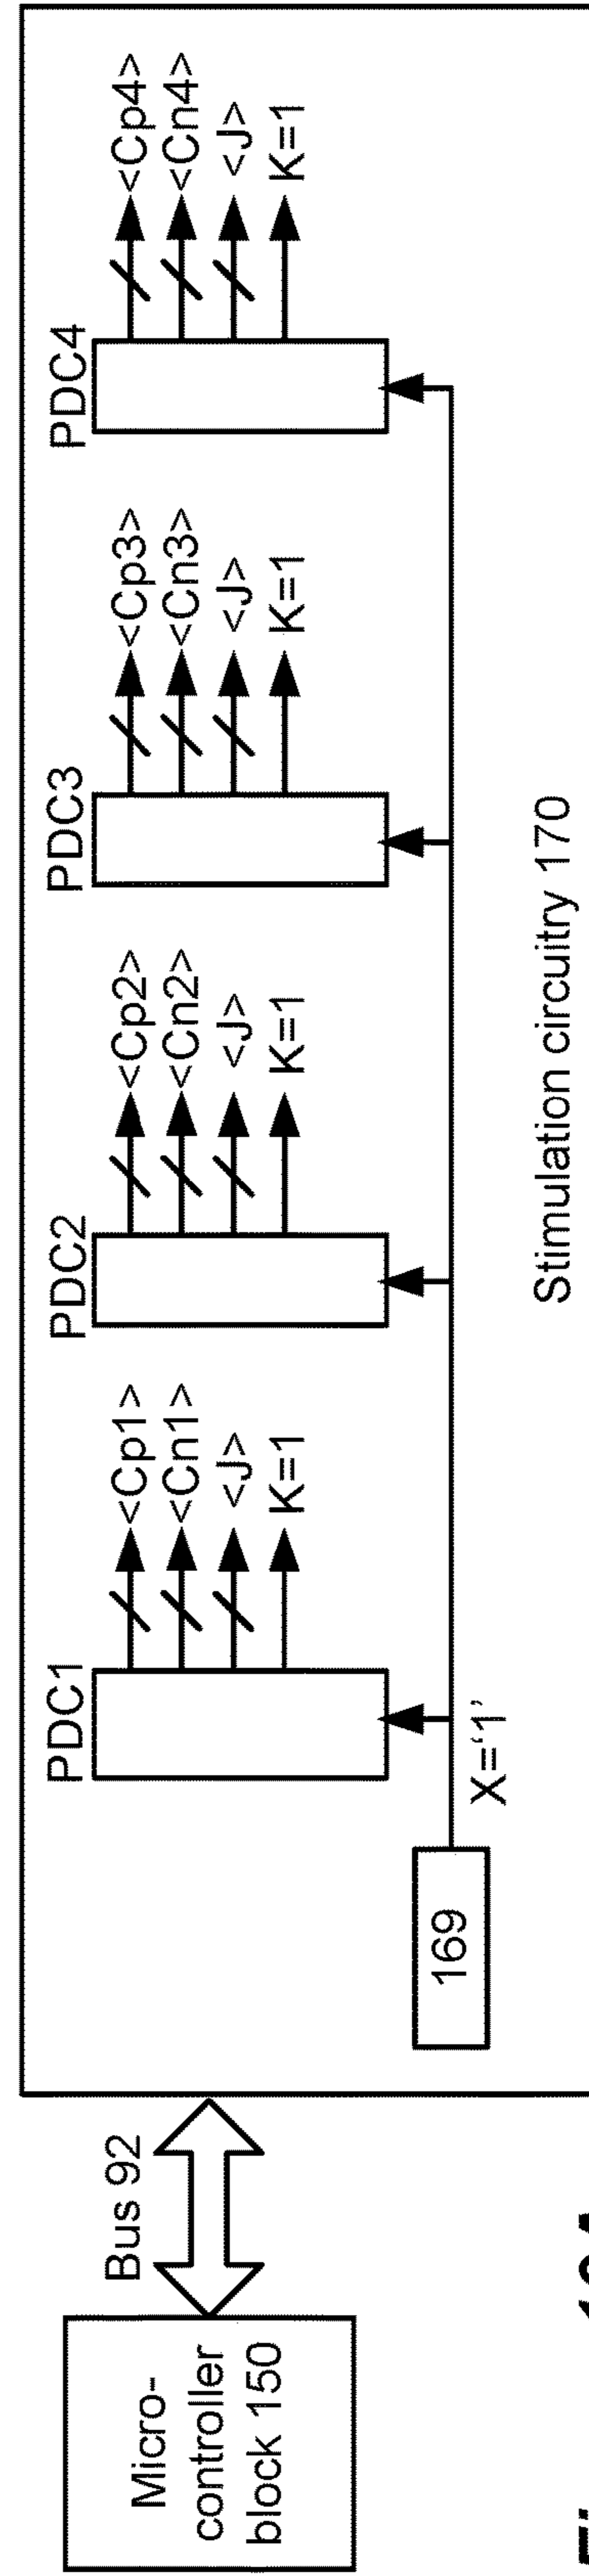 Micro-
controller
block 150
Bus 92
169
X=‘1’
PDC1
<Cp1>
<Cn1>
<J>
K=1
PDC2
<Cp2>
<Cn2>
<J>
K=1
PDC3
<Cp3>
<Cn3>
<J>
K=1
PDC4
<Cp4>
<Cn4>
<J>
K=1
Stimulation circuitry 170